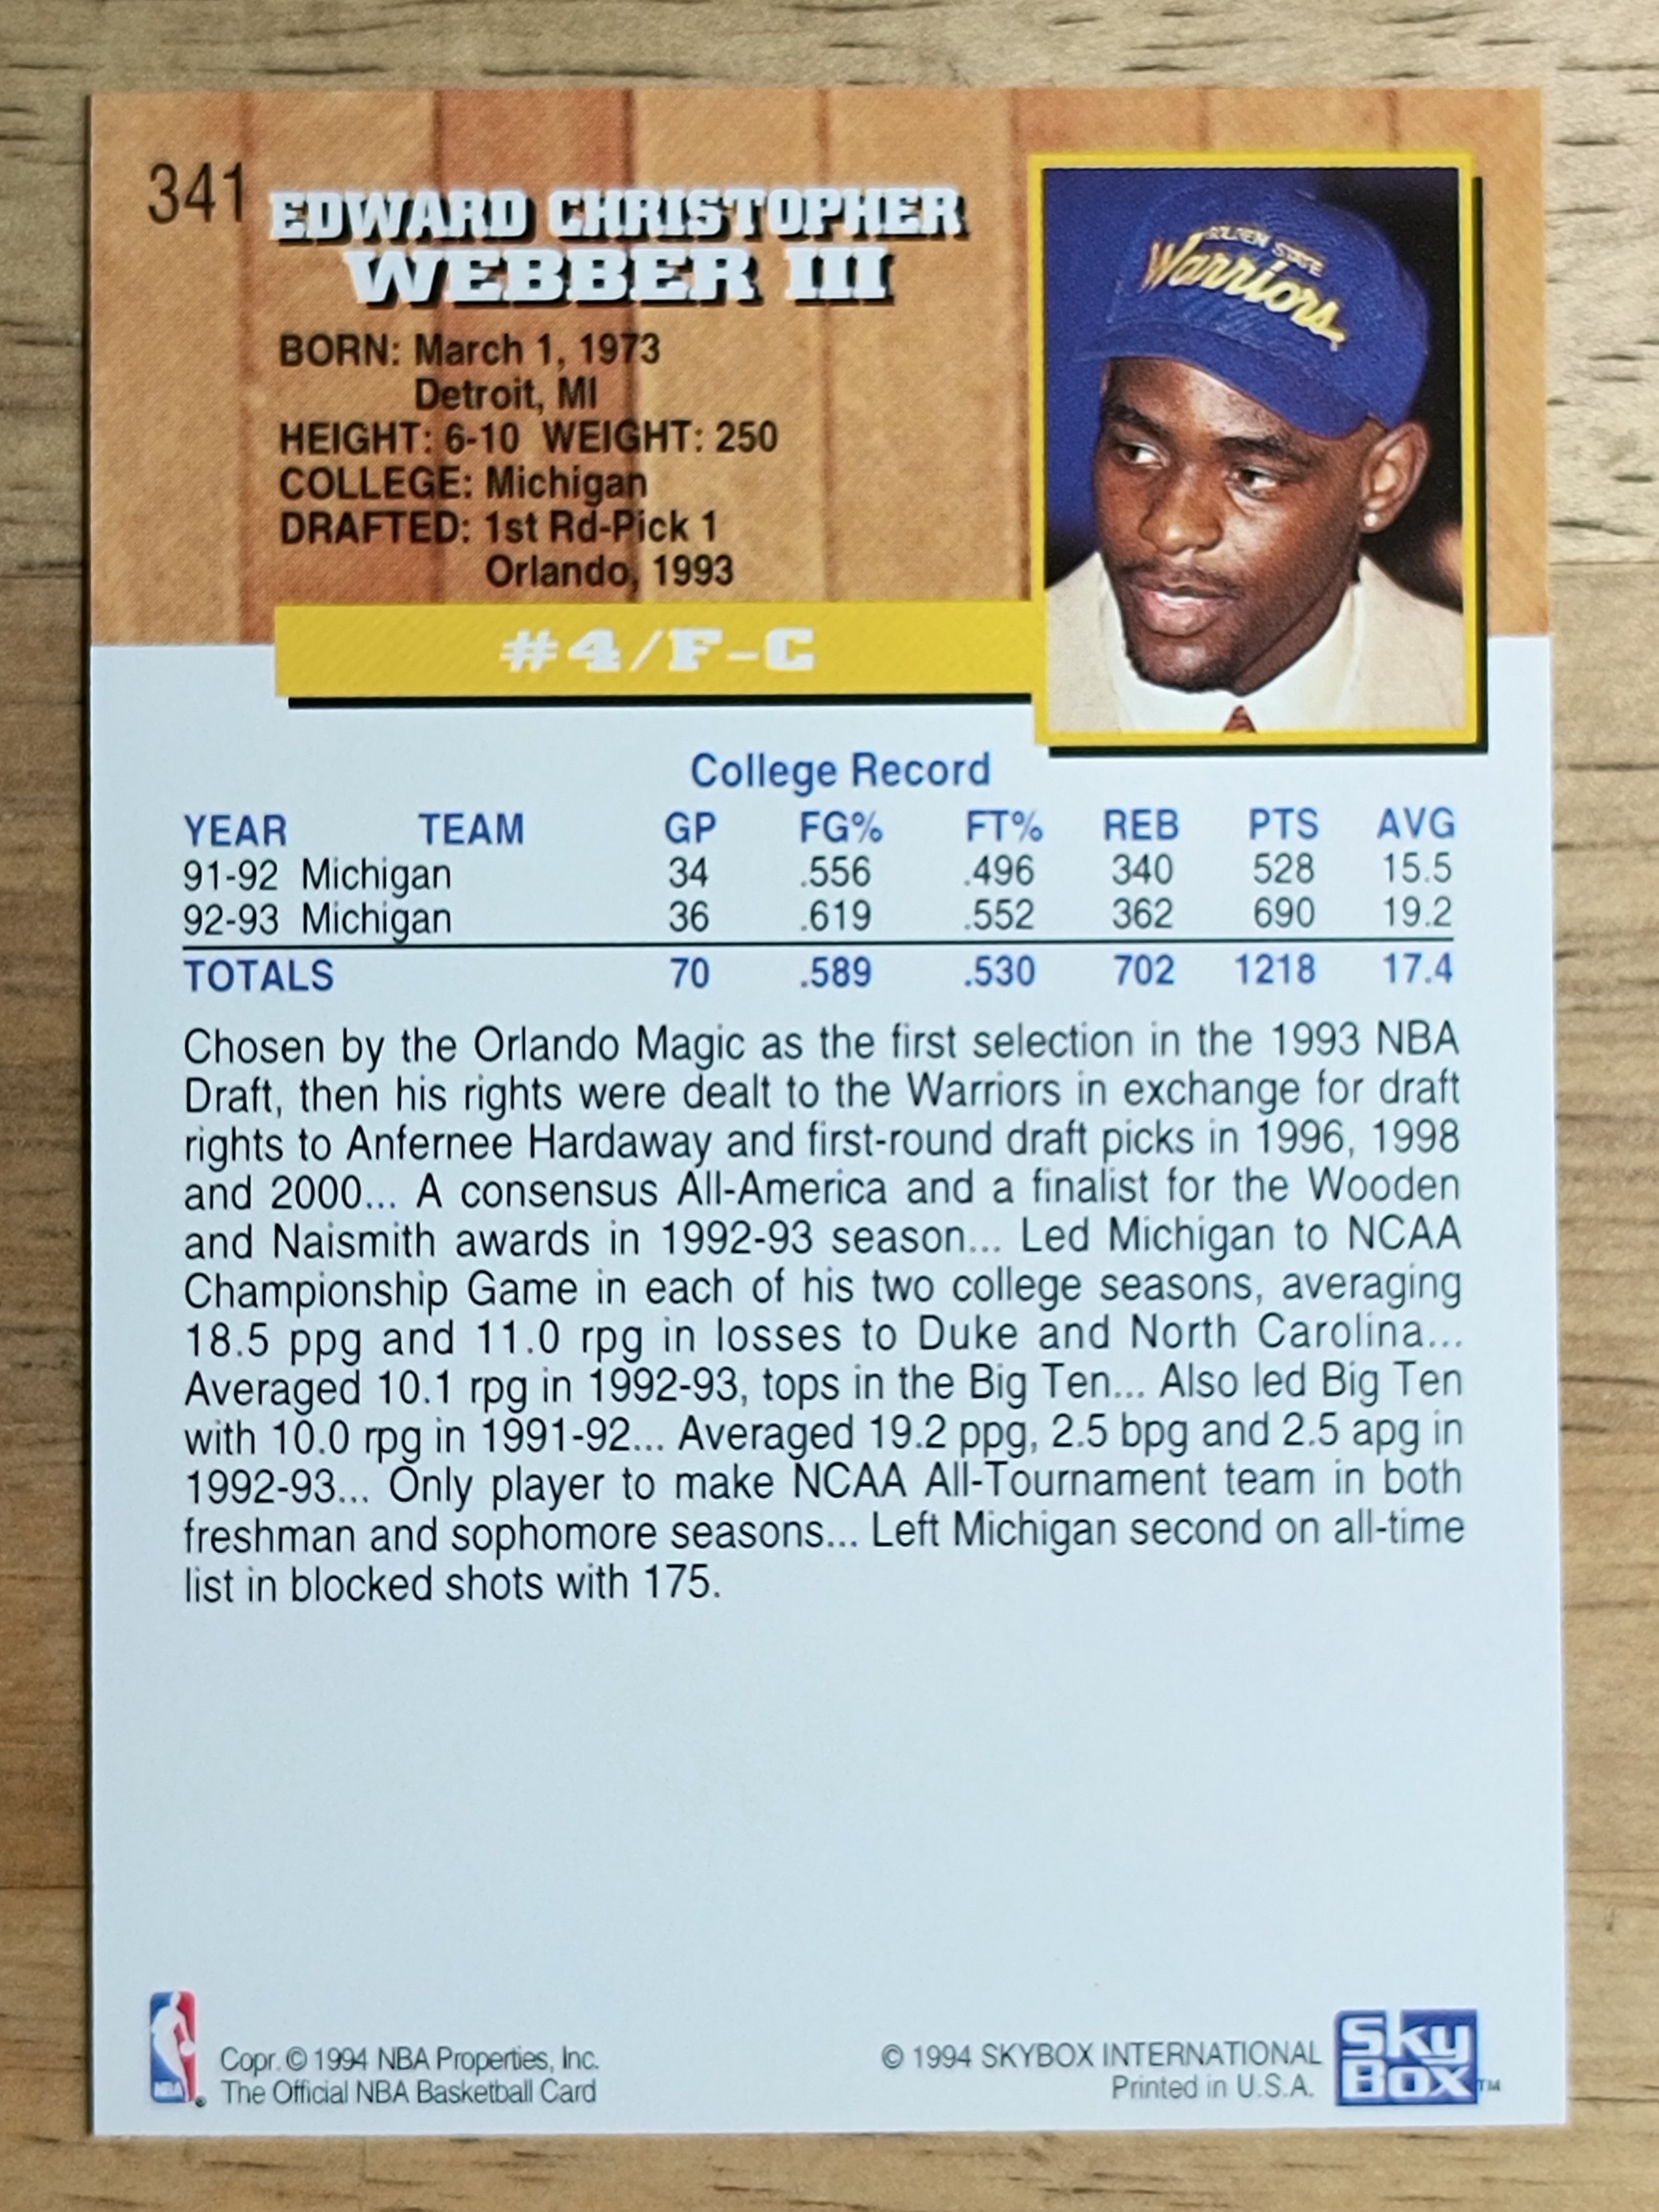 341
EDWARD CHRISTOPHER
WEBBER III
BORN: March 1, 1973
Detroit, MI
HEIGHT: 6-10 WEIGHT: 250
COLLEGE: Michigan
DRAFTED: 1st Rd-Pick 1
Orlando, 1993
#4/F-C
GOLDEN STATE
Warriors
College Record
YEAR TEAM GP FG% FT% REB PTS AVG
91-92 Michigan 34 .556 .496 340 528 15.5
92-93 Michigan 36 .619 .552 362 690 19.2
TOTALS 70 .589 .530 702 1218 17.4
Chosen by the Orlando Magic as the first selection in the 1993 NBA
Draft, then his rights were dealt to the Warriors in exchange for draft
rights to Anfernee Hardaway and first-round draft picks in 1996, 1998
and 2000... A consensus All-America and a finalist for the Wooden
and Naismith awards in 1992-93 season... Led Michigan to NCAA
Championship Game in each of his two college seasons, averaging
18.5 ppg and 11.0 rpg in losses to Duke and North Carolina...
Averaged 10.1 rpg in 1992-93, tops in the Big Ten... Also led Big Ten
with 10.0 rpg in 1991-92... Averaged 19.2 ppg, 2.5 bpg and 2.5 apg in
1992-93... Only player to make NCAA All-Tournament team in both
freshman and sophomore seasons... Left Michigan second on all-time
list in blocked shots with 175.
NBA
Copr. © 1994 NBA Properties, Inc.
The Official NBA Basketball Card
© 1994 SKYBOX INTERNATIONAL
Printed in U.S.A.
SkyBox™